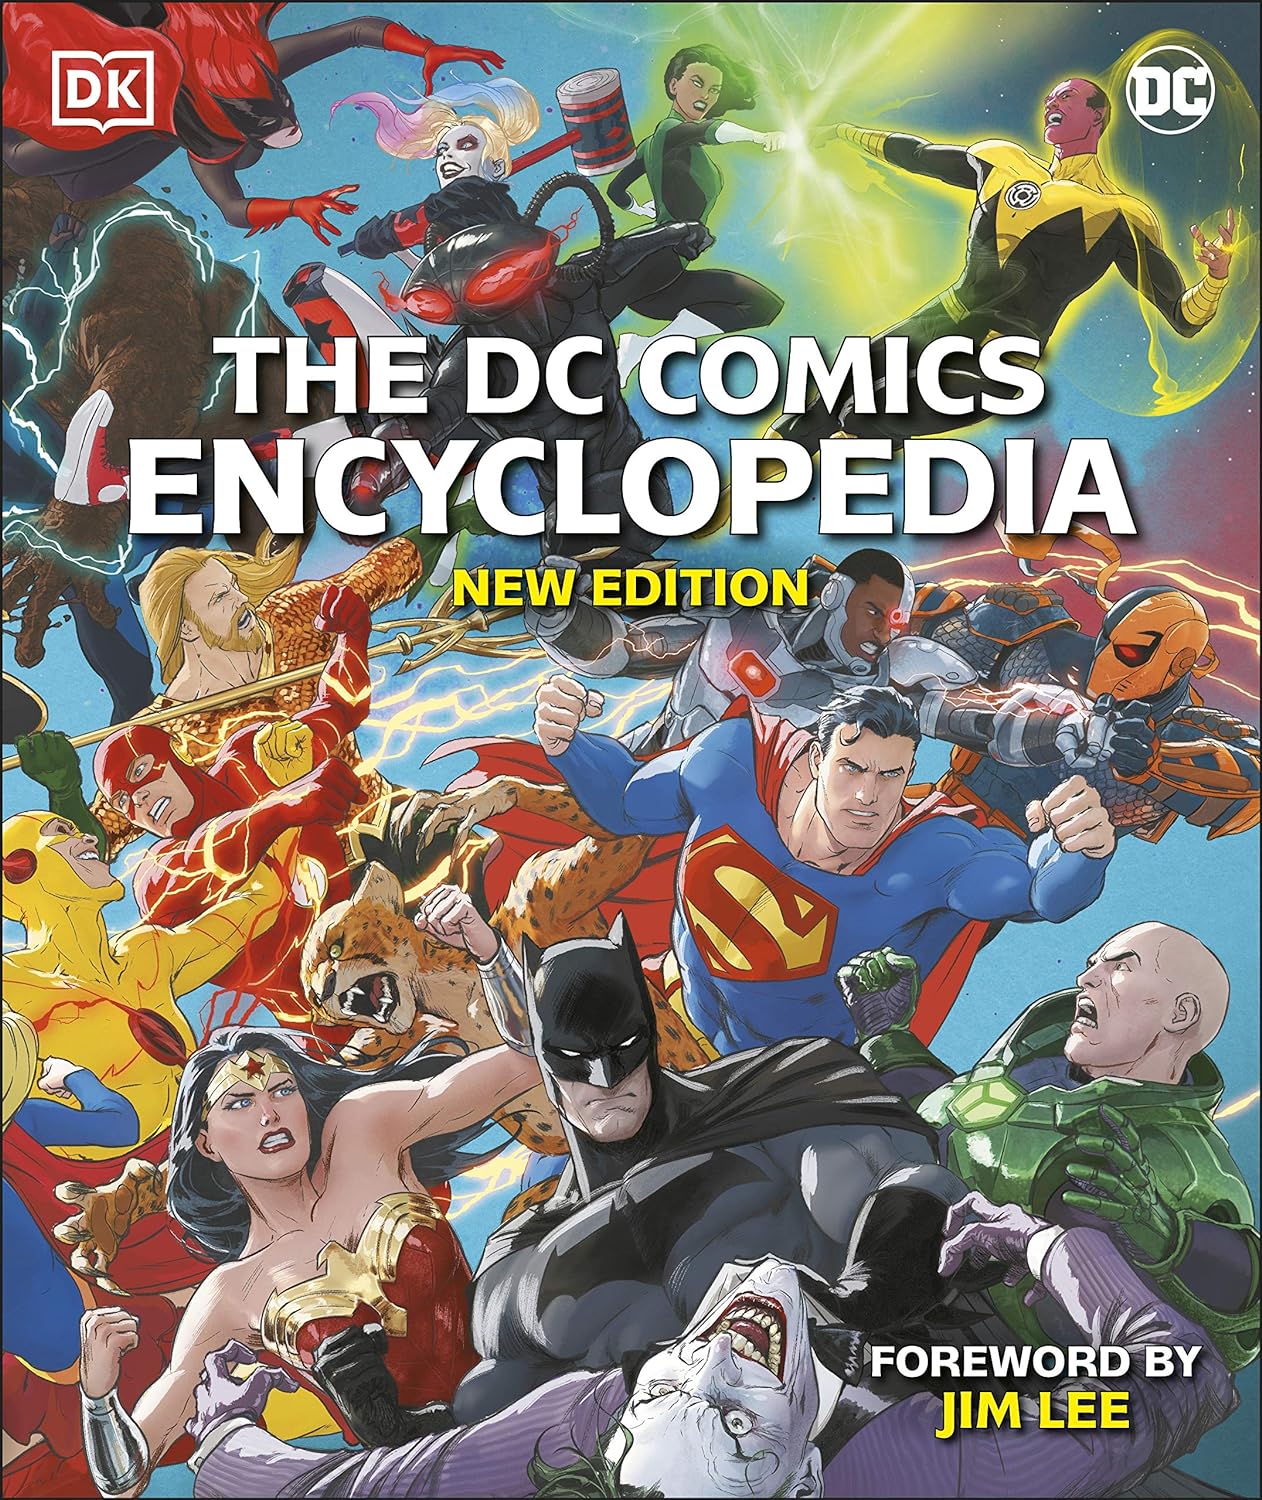 DK
DC
THE DC COMICS
ENCYCLOPEDIA
NEW EDITION
FOREWORD BY
JIM LEE